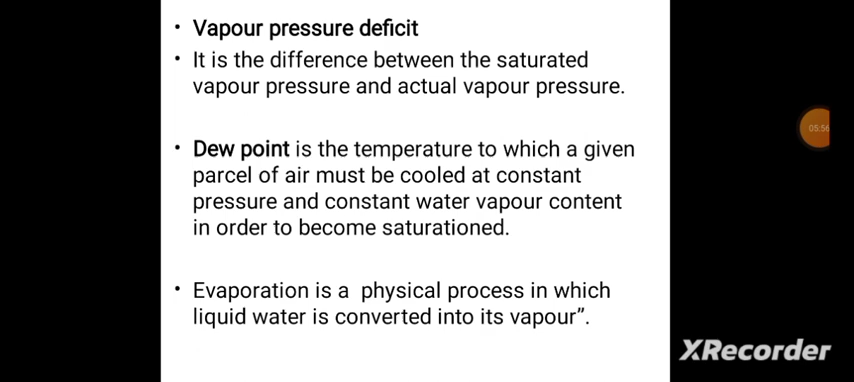 • Vapour pressure deficit
• It is the difference between the saturated
vapour pressure and actual vapour pressure.
• Dew point is the temperature to which a given
parcel of air must be cooled at constant
pressure and constant water vapour content
in order to become saturationed.
• Evaporation is a physical process in which
liquid water is converted into its vapour”.
05:56
XRecorder